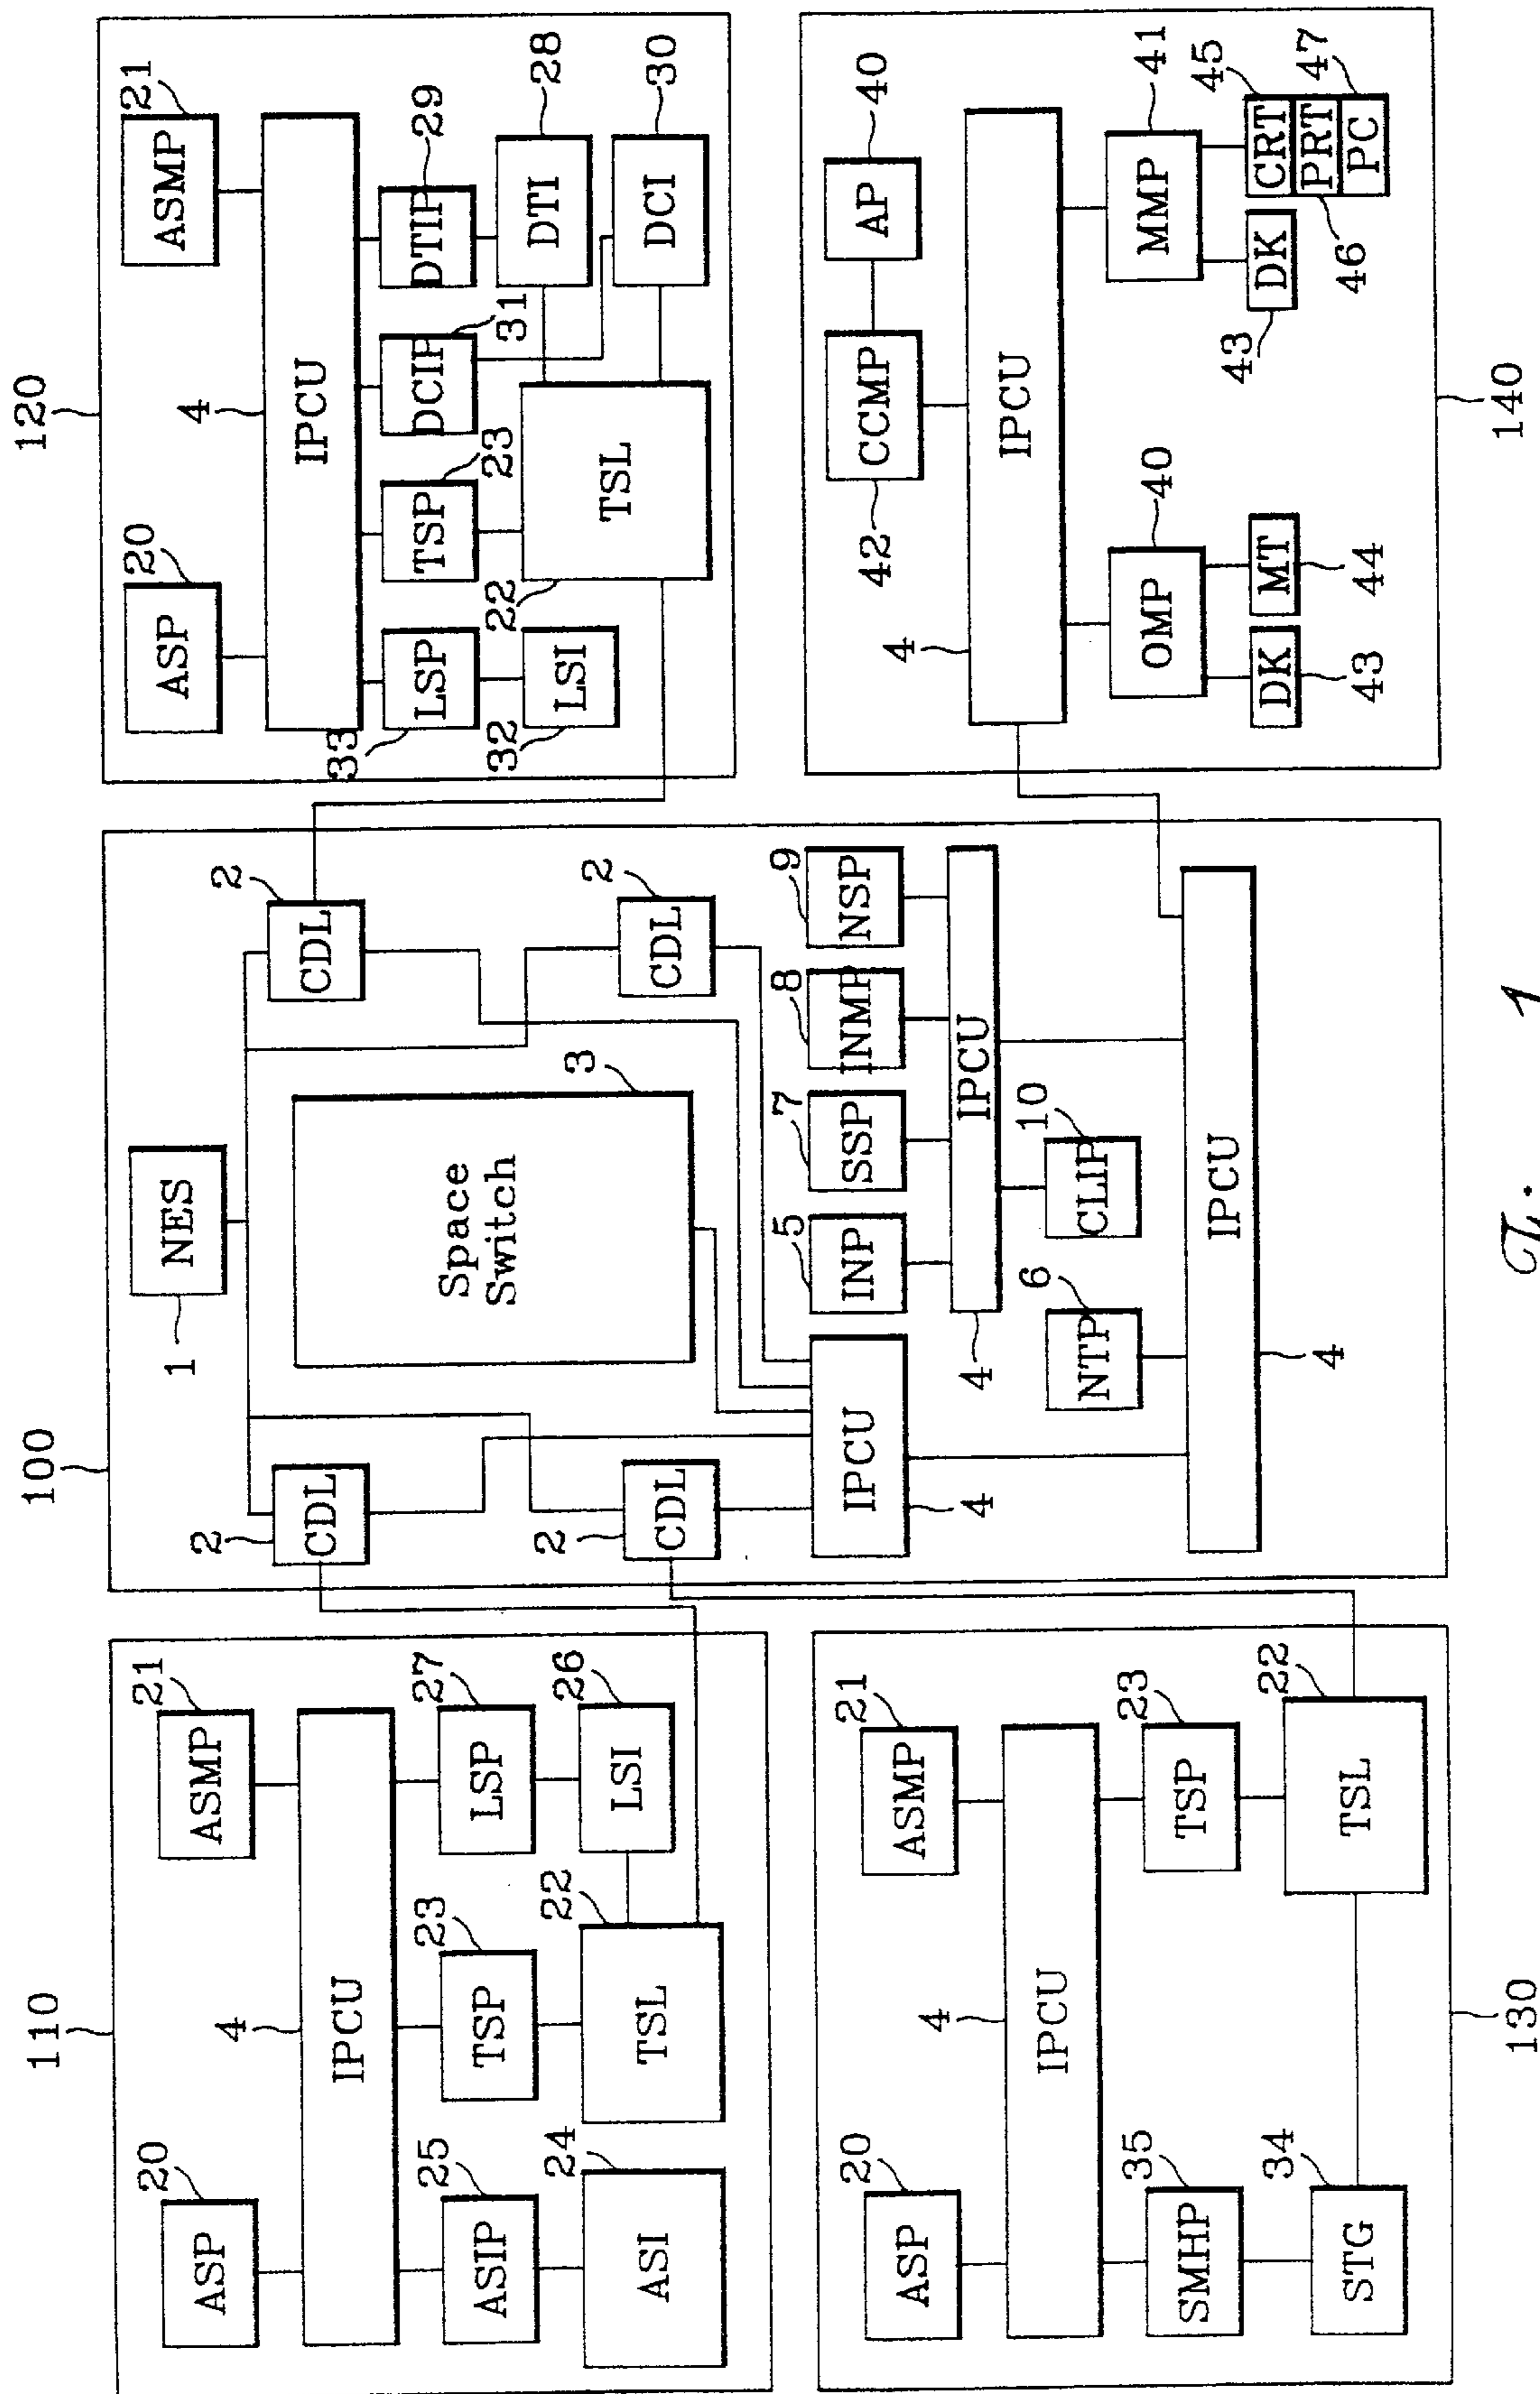 110
ASP
20
ASMP
21
4
IPCU
ASIP
25
TSP
23
LSP
27
ASI
24
TSL
22
LSI
26
130
ASP
20
ASMP
21
4
IPCU
SMHP
35
TSP
23
STG
34
TSL
22
100
NES
1
CDL
2
CDL
2
Space
Switch
3
CDL
2
CDL
2
IPCU
4
INP
5
SSP
7
INMP
8
NSP
9
IPCU
4
NTP
6
CLIP
10
IPCU
4
120
ASP
20
ASMP
21
4
IPCU
33
LSP
TSP
23
DCIP
31
DTIP
29
32
LSI
22
TSL
DTI
28
DCI
30
140
42
CCMP
AP
40
4
IPCU
OMP
40
MMP
41
DK
43
MT
44
DK
43
CRT
45
PRT
46
PC
47
1